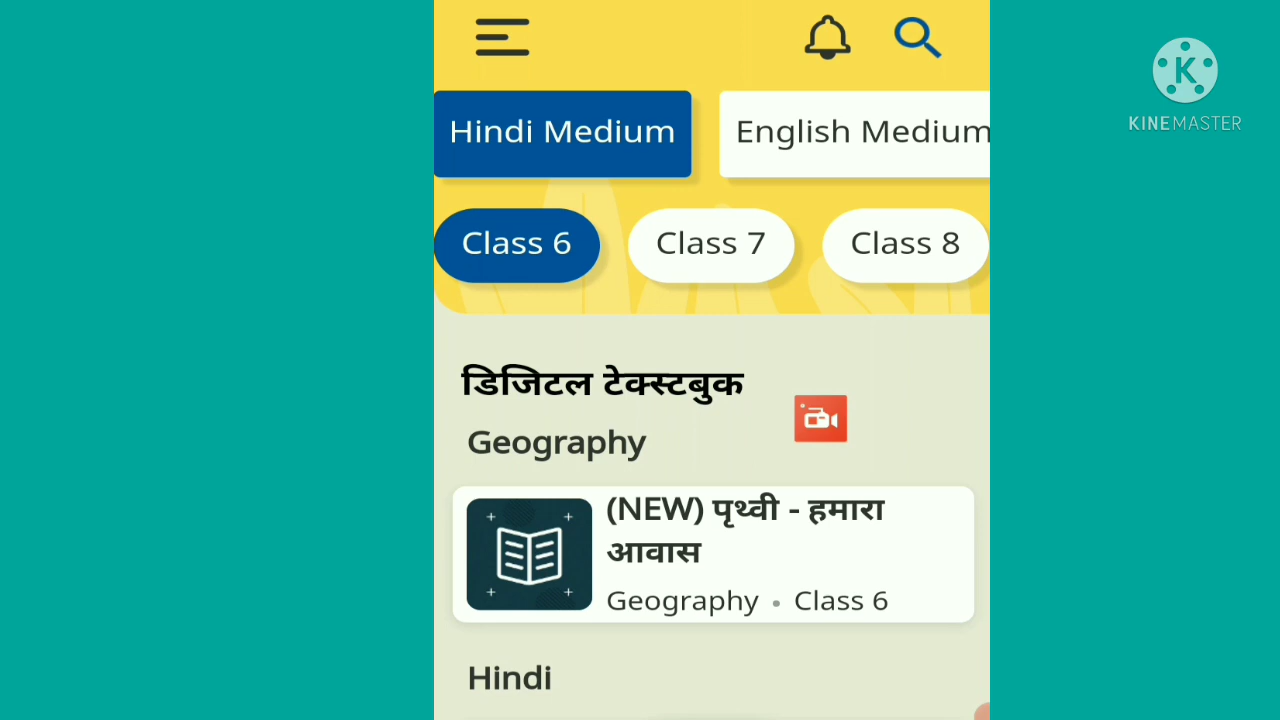 K
KINEMASTER
Hindi Medium
English Medium
Class 6
Class 7
Class 8
डिजिटल टेक्स्टबुक
Geography
(NEW) पृथ्वी - हमारा
आवास
Geography • Class 6
Hindi